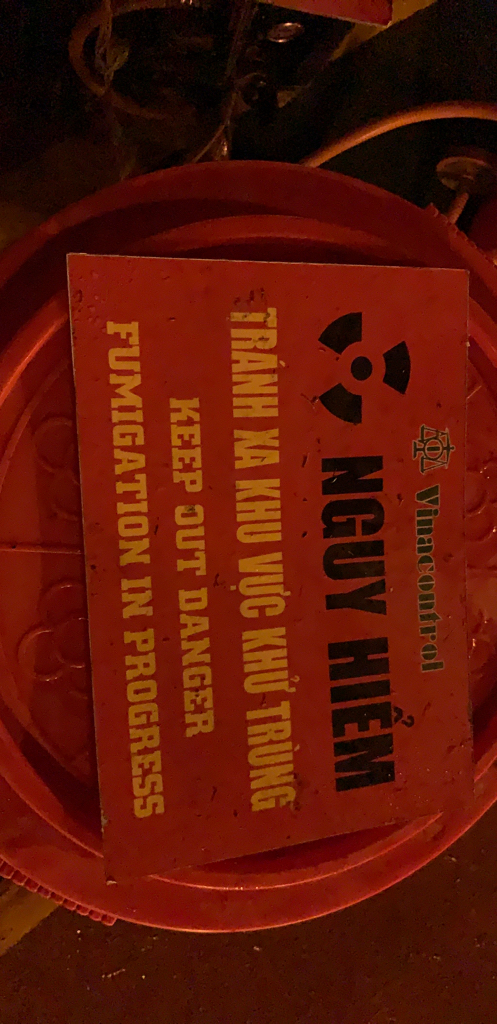 Vinacontrol
NGUY HIỂM
TRÁNH XA KHU VỰC KHỬ TRÙNG
KEEP OUT DANGER
FUMIGATION IN PROGRESS